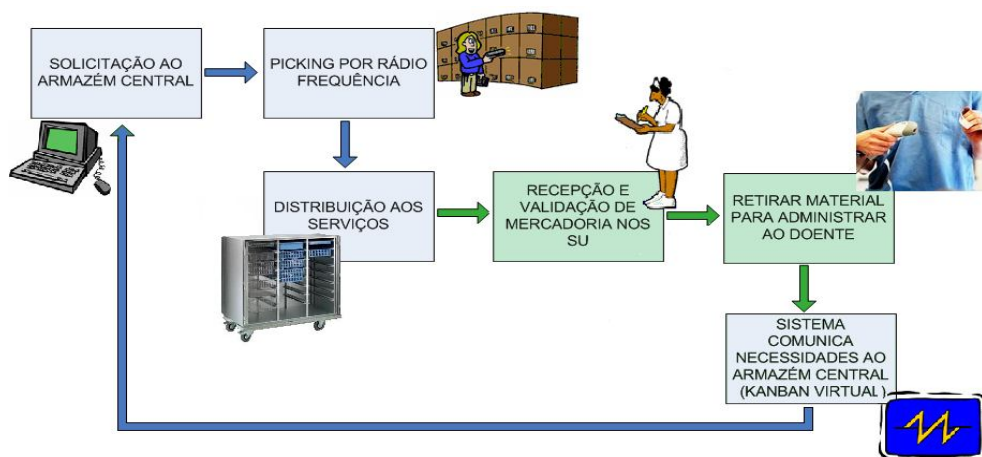 SOLICITAÇÃO AO
ARMAZÉM CENTRAL
PICKING POR RÁDIO
FREQUÊNCIA
DISTRIBUIÇÃO AOS
SERVIÇOS
RECEPÇÃO E
VALIDAÇÃO DE
MERCADORIA NOS
SU
RETIRAR MATERIAL
PARA ADMINISTRAR
AO DOENTE
SISTEMA
COMUNICA
NECESSIDADES AO
ARMAZÉM CENTRAL
(KANBAN VIRTUAL)